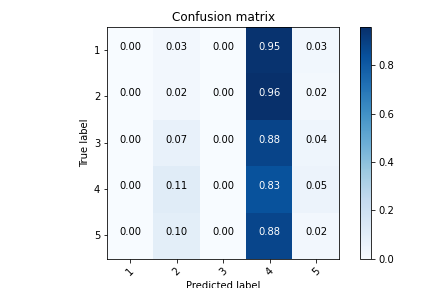 Confusion matrix
1 0.00 0.03 0.00 0.95 0.03
2 0.00 0.02 0.00 0.96 0.02
3 0.00 0.07 0.00 0.88 0.04
4 0.00 0.11 0.00 0.83 0.05
5 0.00 0.10 0.00 0.88 0.02
1 2 3 4 5
True label
Predicted label
0.8
0.6
0.4
0.2
0.0